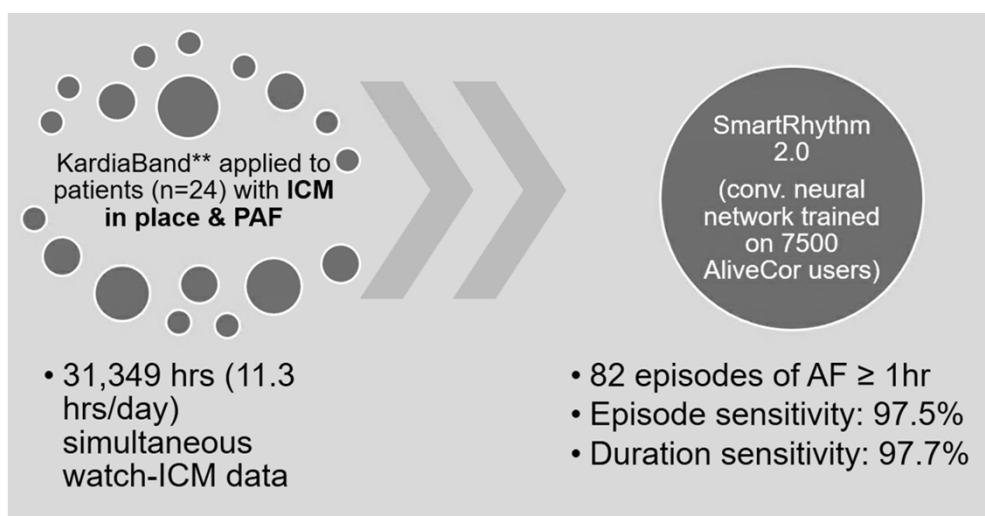 KardiaBand** applied to
patients (n=24) with ICM
in place & PAF
• 31,349 hrs (11.3
hrs/day)
simultaneous
watch-ICM data
SmartRhythm
2.0
(conv. neural
network trained
on 7500
AliveCor users)
• 82 episodes of AF ≥ 1hr
• Episode sensitivity: 97.5%
• Duration sensitivity: 97.7%